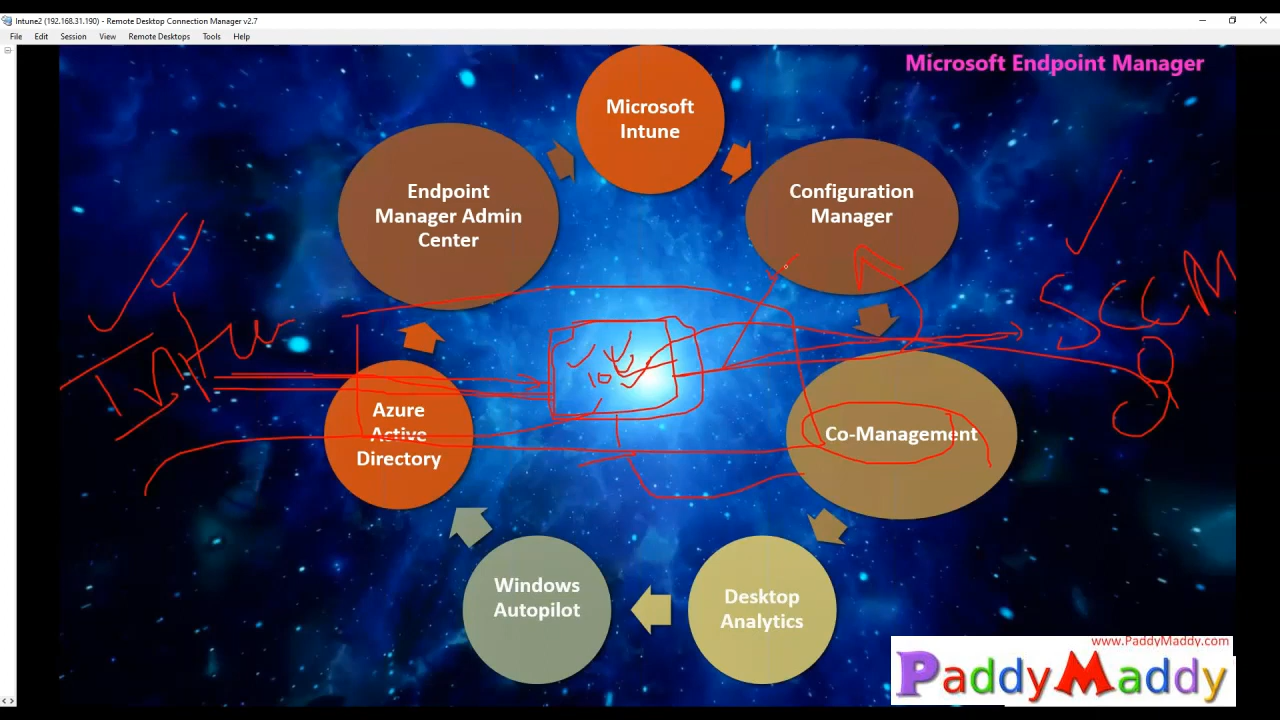 Intune2 (192.168.31.190) - Remote Desktop Connection Manager v2.7
File Edit Session View Remote Desktops Tools Help
Microsoft Endpoint Manager
Microsoft
Intune
Configuration
Manager
Co-Management
Desktop
Analytics
Windows
Autopilot
Azure
Active
Directory
Endpoint
Manager Admin
Center
Intune
10
SCCM
www.PaddyMaddy.com
PaddyMaddy